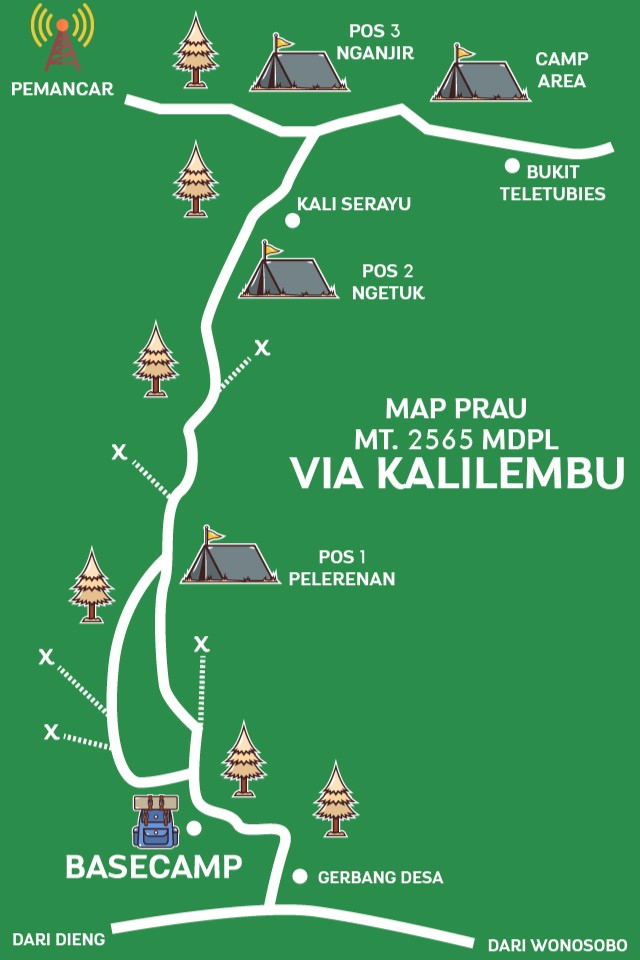 PEMANCAR
POS 3
NGANJIR
CAMP
AREA
BUKIT
TELETUBIES
KALI SERAYU
POS 2
NGETUK
X
MAP PRAU
MT. 2565 MDPL
VIA KALILEMBU
X
POS 1
PELERENAN
X
X
X
BASECAMP
GERBANG DESA
DARI DIENG
DARI WONOSOBO